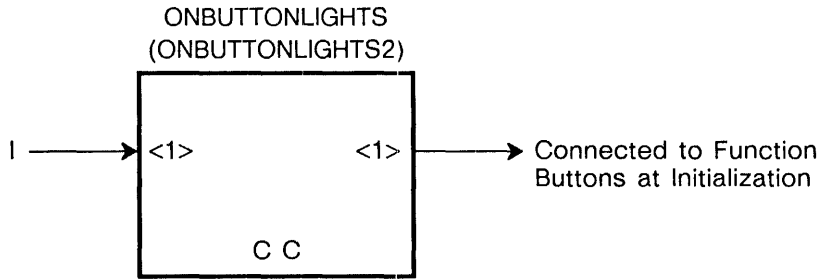 ONBUTTONLIGHTS
(ONBUTTONLIGHTS2)
I <1> <1> Connected to Function
Buttons at Initialization
C C